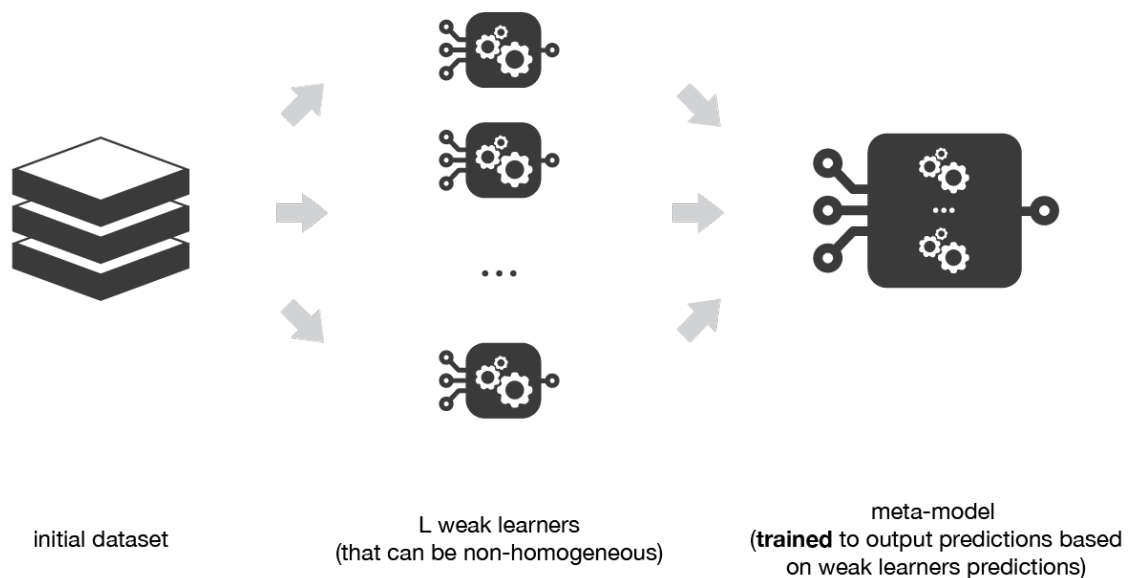 initial dataset
L weak learners
(that can be non-homogeneous)
meta-model
(trained to output predictions based
on weak learners predictions)